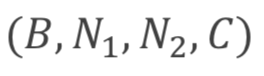 (B, N₁, N₂, C)